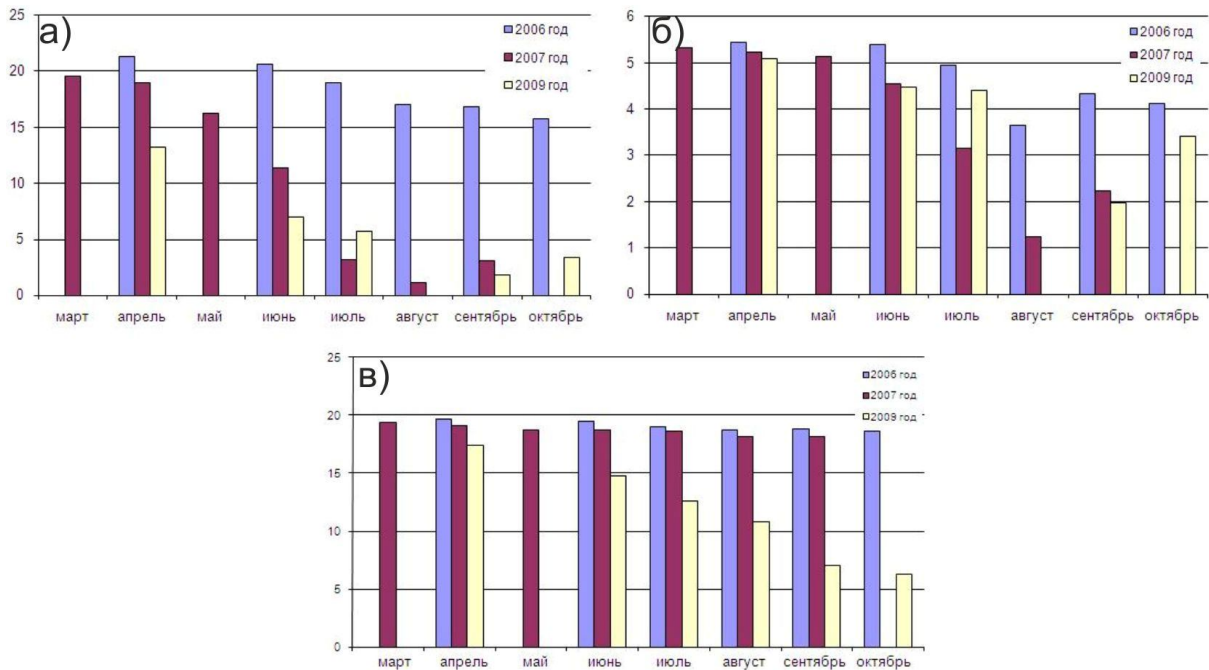 а)
25
20
15
10
5
0
2006 год
2007 год
2009 год
март апрель май июнь июль август сентябрь октябрь
б)
6
5
4
3
2
1
0
2006 год
2007 год
2009 год
март апрель май июнь июль август сентябрь октябрь
в)
25
20
15
10
5
0
2006 год
2007 год
2009 год
март апрель май июнь июль август сентябрь октябрь